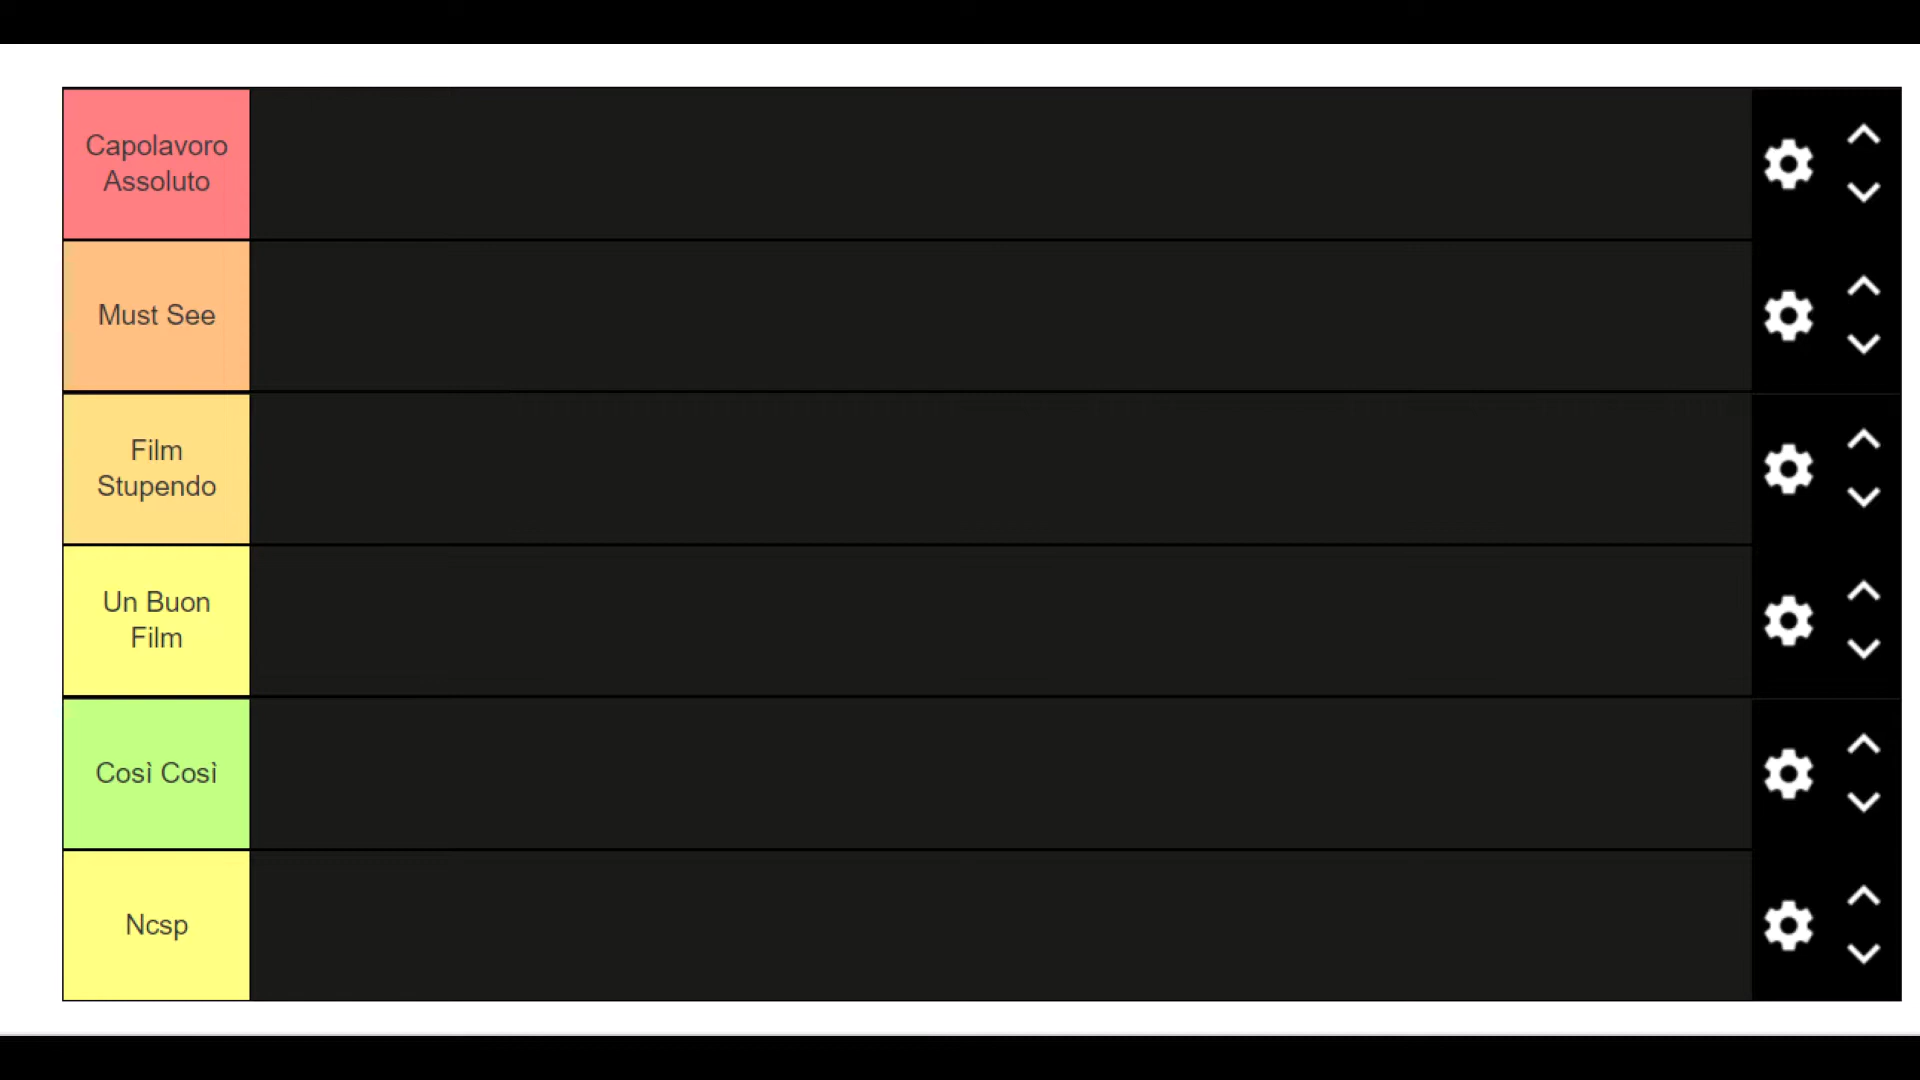 Capolavoro
Assoluto
Must See
Film
Stupendo
Un Buon
Film
Così Così
Ncsp